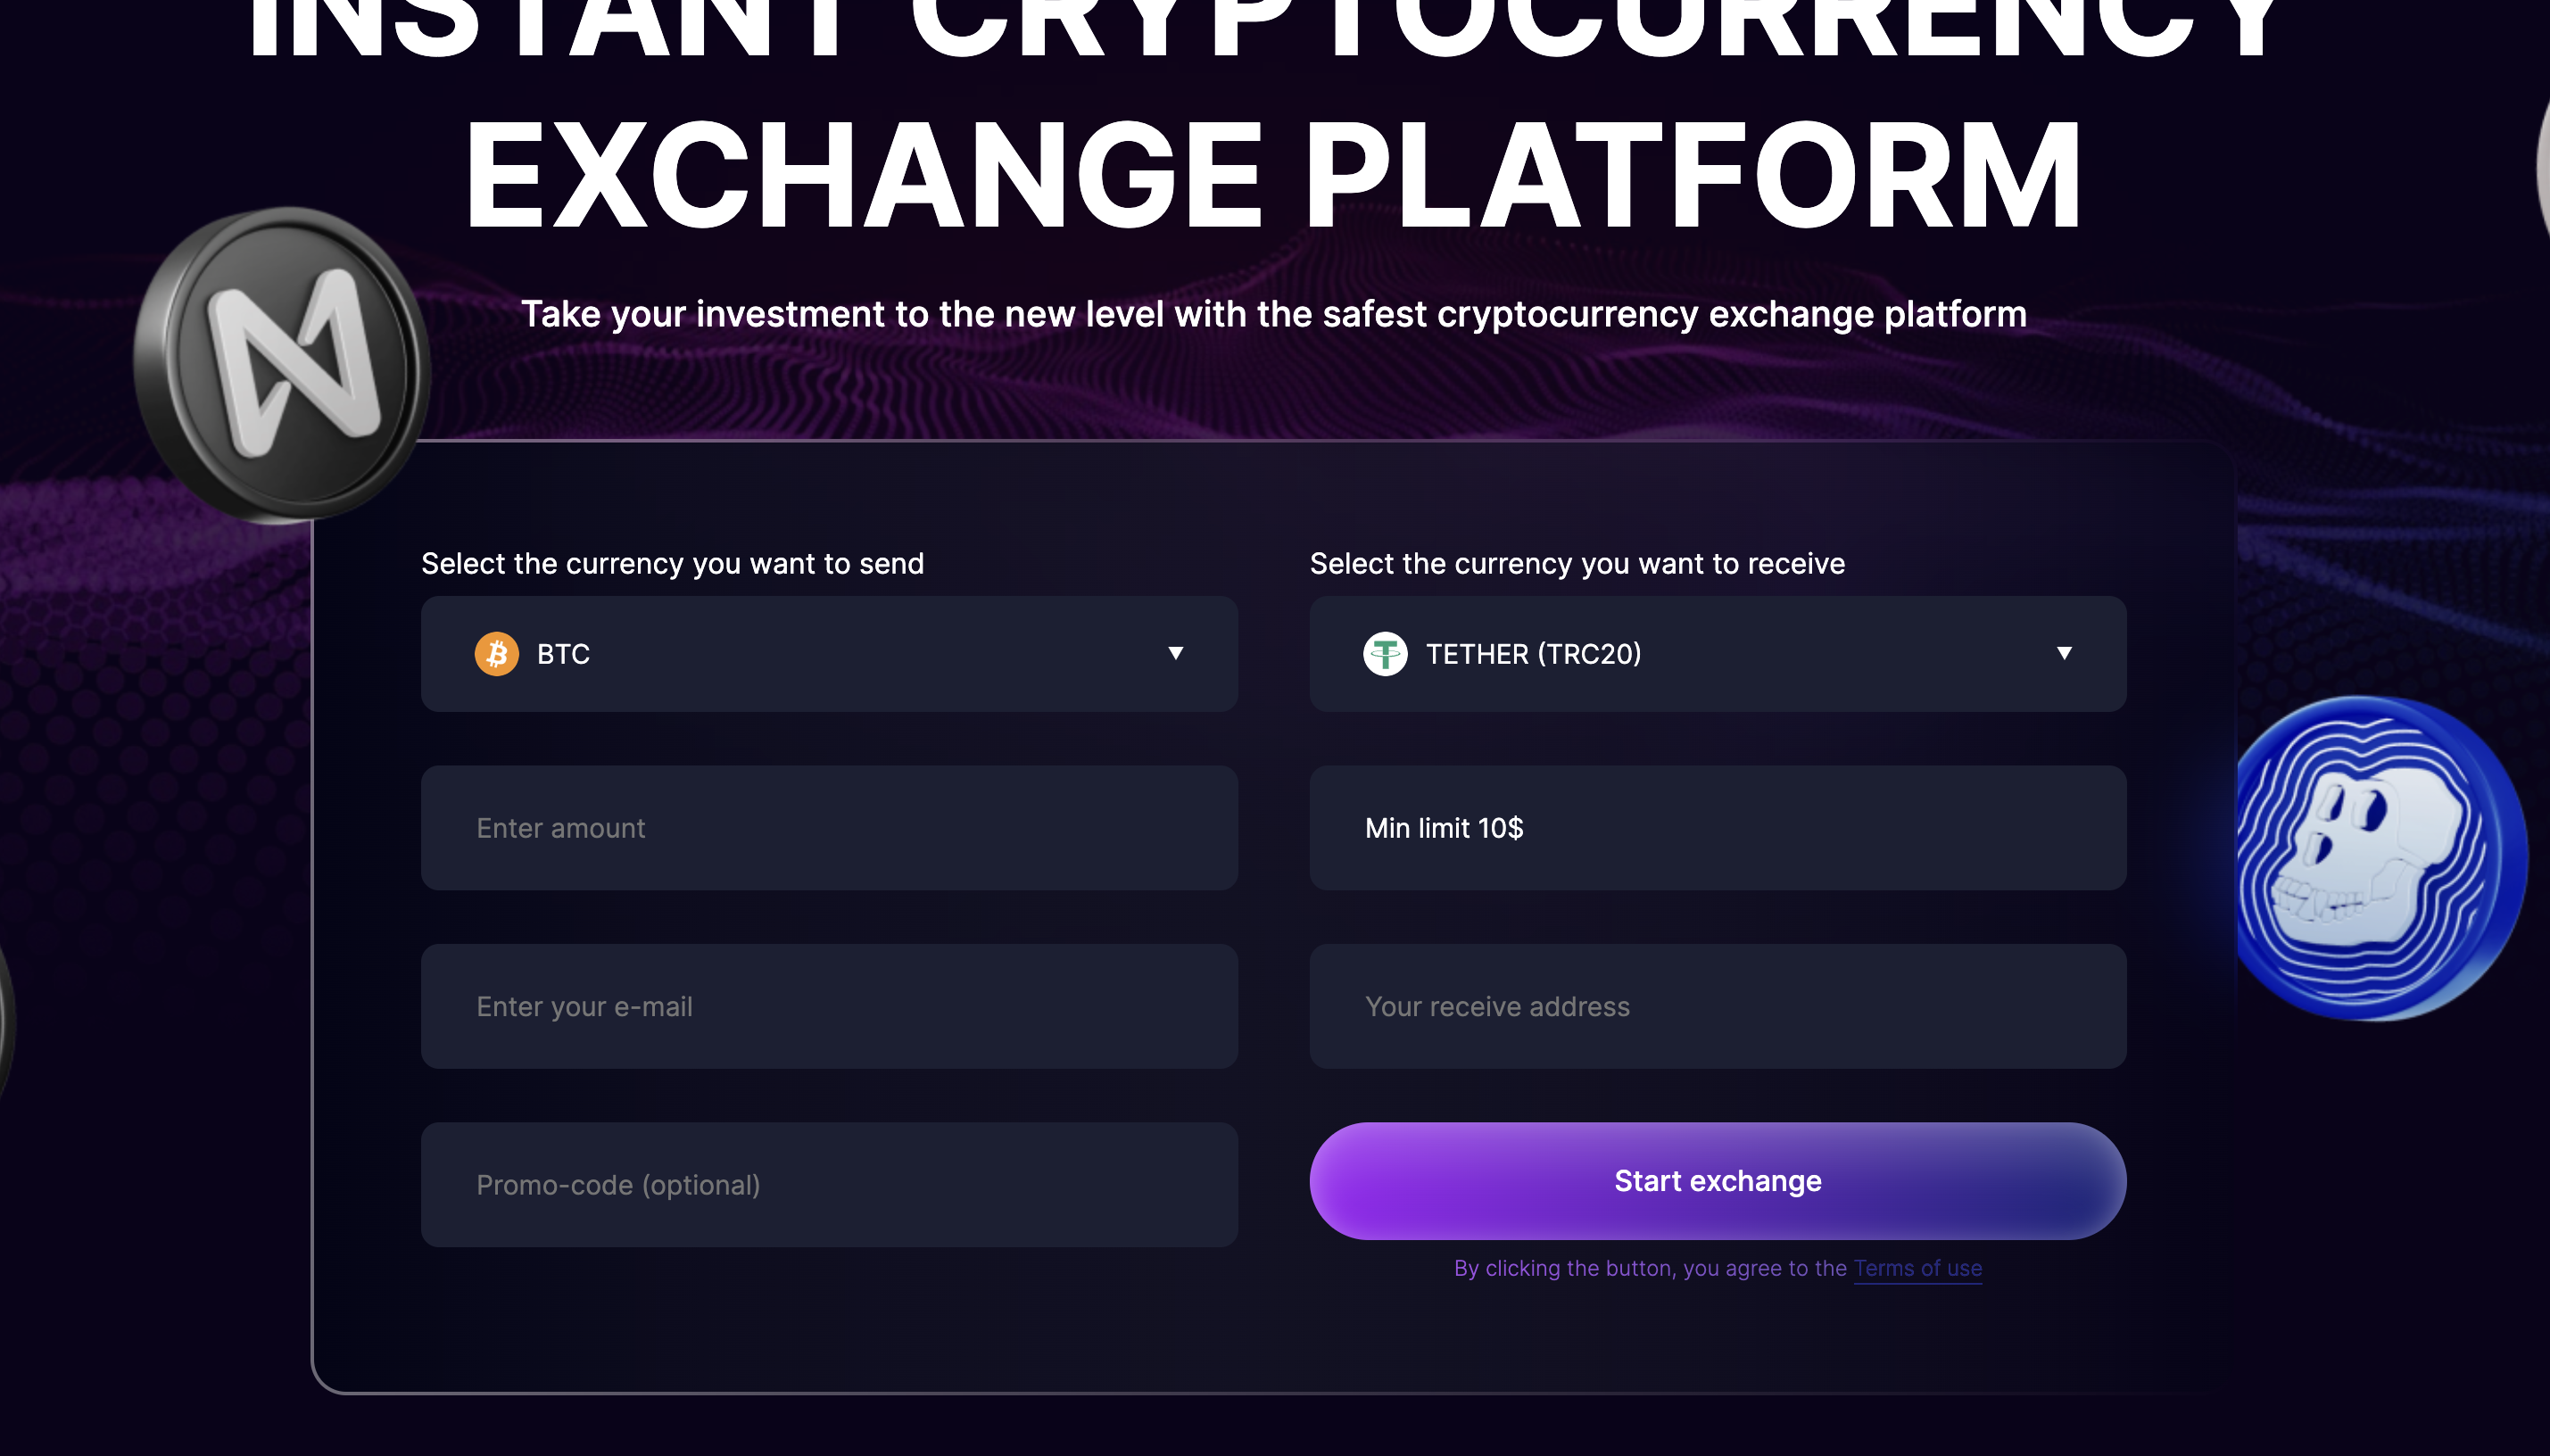 INSTANT CRYPTOCURRENCY
EXCHANGE PLATFORM
Take your investment to the new level with the safest cryptocurrency exchange platform
Select the currency you want to send
Select the currency you want to receive
BTC
TETHER (TRC20)
Enter amount
Min limit 10$
Enter your e-mail
Your receive address
Promo-code (optional)
Start exchange
By clicking the button, you agree to the Terms of use